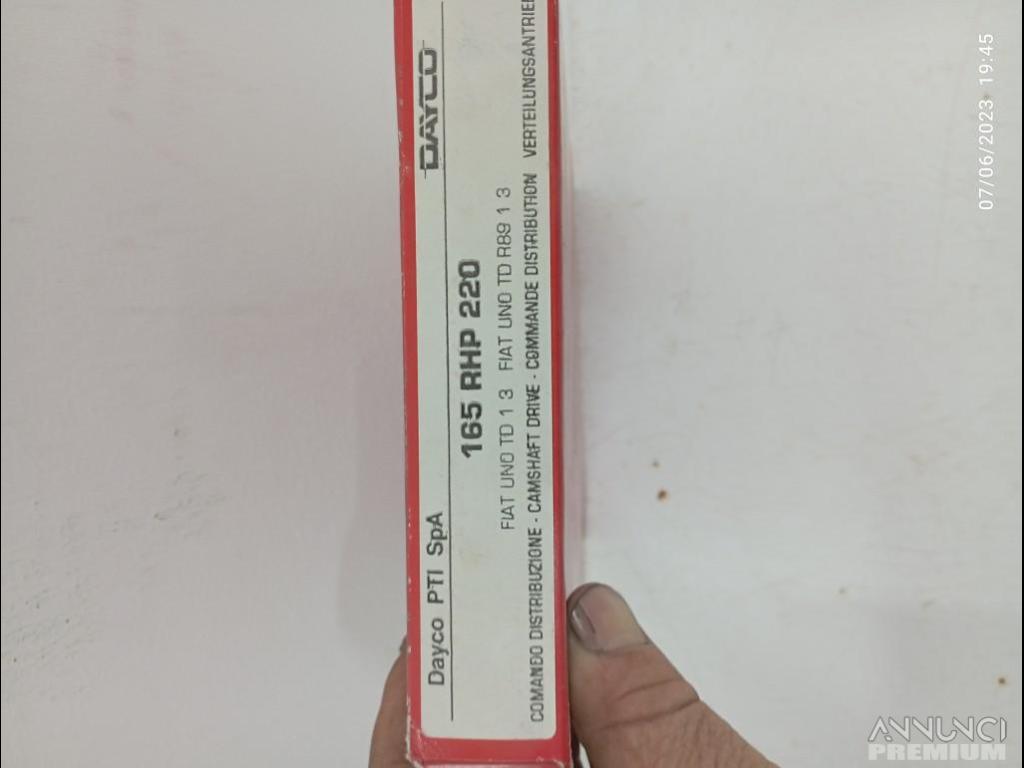 Dayco PTI SpA DAYCO
165 RHP 220
FIAT UNO TD 1 3 FIAT UNO TD R89 1 3
COMANDO DISTRIBUZIONE - CAMSHAFT DRIVE - COMMANDE DISTRIBUTION VERTEILUNGSANTRIEB
07/06/2023 19:45
ANNUNCI
PREMIUM